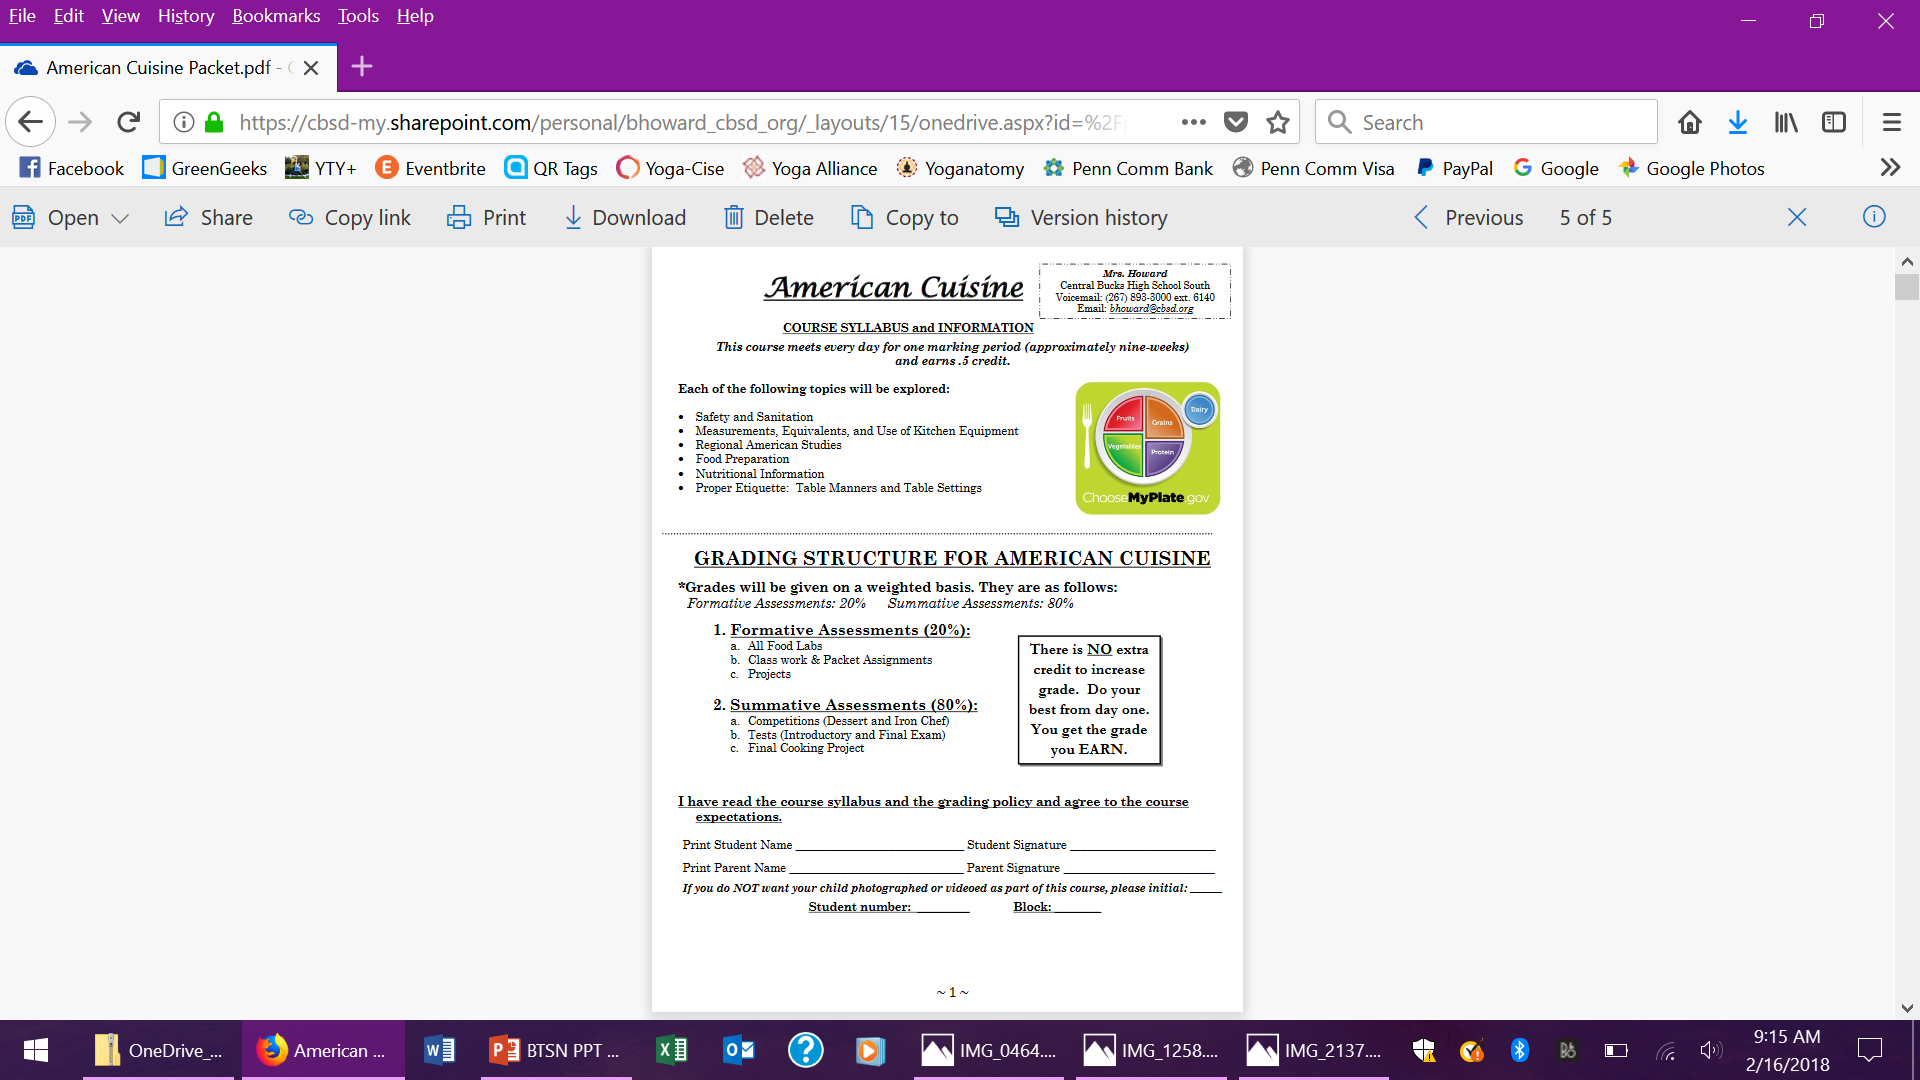 File Edit View History Bookmarks Tools Help
American Cuisine Packet.pdf -
https://cbsd-my.sharepoint.com/personal/bhoward_cbsd_org/_layouts/15/onedrive.aspx?id=%2F
Search
Facebook GreenGeeks YTY+ Eventbrite QR Tags Yoga-Cise Yoga Alliance Yoganatomy Penn Comm Bank Penn Comm Visa PayPal Google Google Photos
Open Share Copy link Print Download Delete Copy to Version history Previous 5 of 5
American Cuisine
Mrs. Howard
Central Bucks High School South
Voicemail: (267) 893-3000 ext. 6140
Email: bhoward@cbsd.org
COURSE SYLLABUS and INFORMATION
This course meets every day for one marking period (approximately nine-weeks)
and earns .5 credit.
Each of the following topics will be explored:
• Safety and Sanitation
• Measurements, Equivalents, and Use of Kitchen Equipment
• Regional American Studies
• Food Preparation
• Nutritional Information
• Proper Etiquette: Table Manners and Table Settings
Dairy
Fruits
Grains
Vegetables
Protein
ChooseMyPlate.gov
GRADING STRUCTURE FOR AMERICAN CUISINE
*Grades will be given on a weighted basis. They are as follows:
Formative Assessments: 20% Summative Assessments: 80%
1. Formative Assessments (20%):
a. All Food Labs
b. Class work & Packet Assignments
c. Projects
2. Summative Assessments (80%):
a. Competitions (Dessert and Iron Chef)
b. Tests (Introductory and Final Exam)
c. Final Cooking Project
There is NO extra
credit to increase
grade. Do your
best from day one.
You get the grade
you EARN.
I have read the course syllabus and the grading policy and agree to the course
expectations.
Print Student Name ____________ Student Signature ____________
Print Parent Name ____________ Parent Signature ____________
If you do NOT want your child photographed or videoed as part of this course, please initial: _____
Student number: ________ Block: _______
~ 1 ~
OneDrive_... American ... BTSN PPT ... IMG_0464.... IMG_1258.... IMG_2137....
9:15 AM
2/16/2018